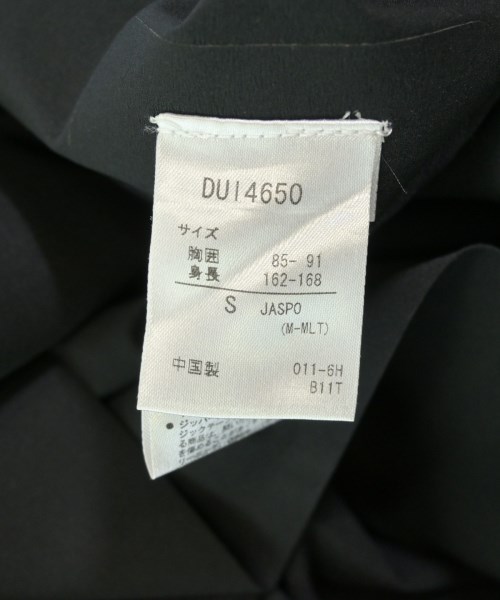 DUI4650
サイズ
胸囲 85- 91
身長 162-168
S JASPO
(M-MLT)
中国製 011-6H
B11T